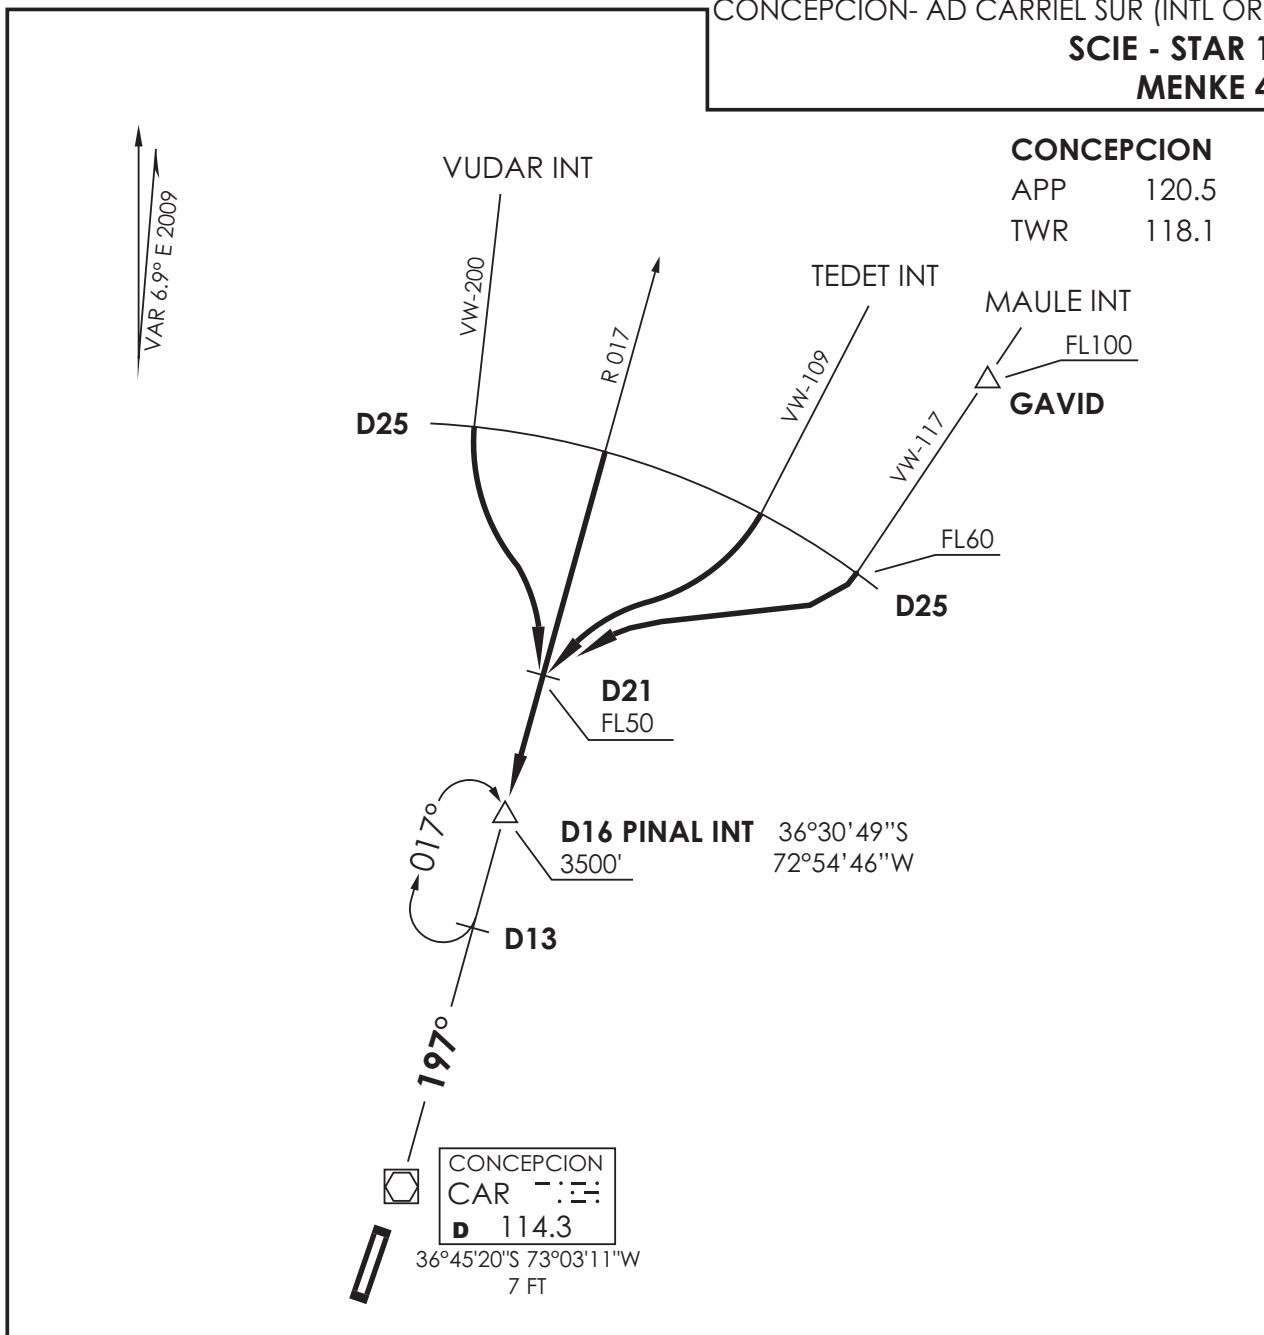 CONCEPCION- AD CARRIEL SUR (INTL OR
SCIE - STAR 1
MENKE 4
CONCEPCION
APP 120.5
TWR 118.1
VAR 6.9° E 2009
VUDAR INT
VW-200
R 017
TEDET INT
VW-109
MAULE INT
FL100
GAVID
VW-117
D25
FL60
D25
D21
FL50
017°
D16 PINAL INT 36°30'49"S
3500' 72°54'46"W
D13
197°
CONCEPCION
CAR
D 114.3
36°45'20"S 73°03'11"W
7 FT